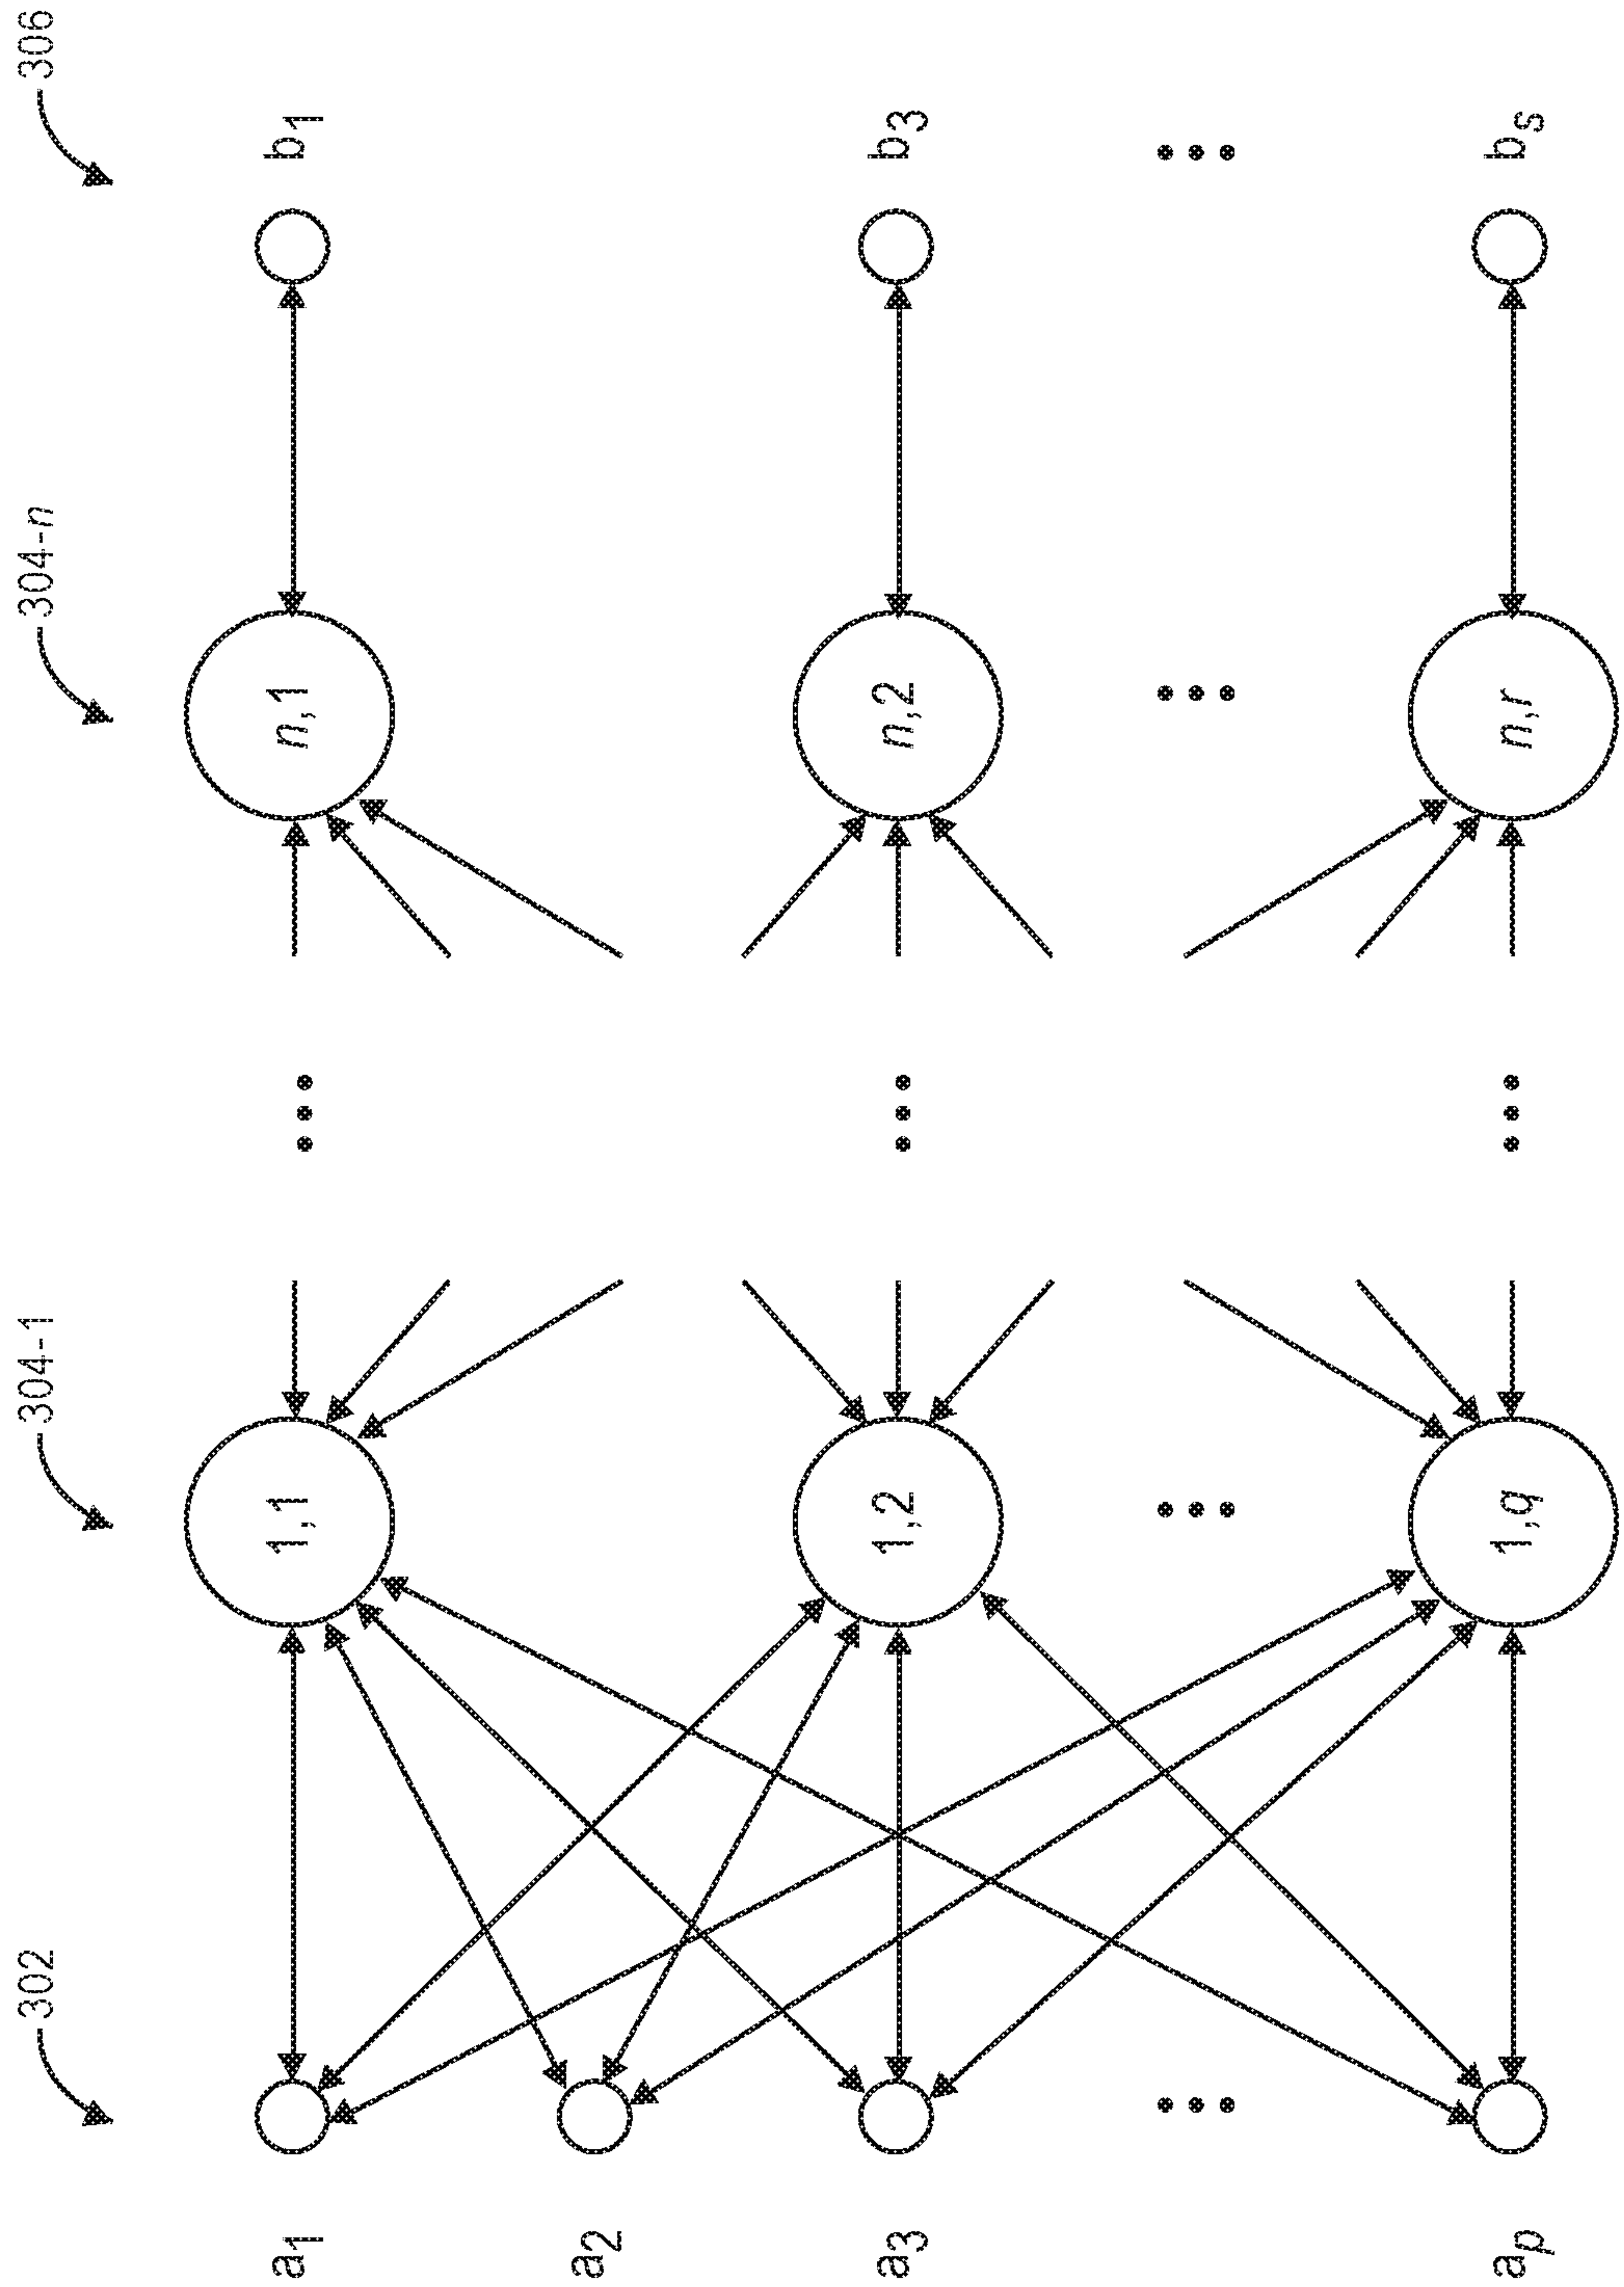 302
304-1
304-n
306
a1
a2
a3
ap
1,1
1,2
1,q
n,1
n,2
n,r
b1
b3
bs